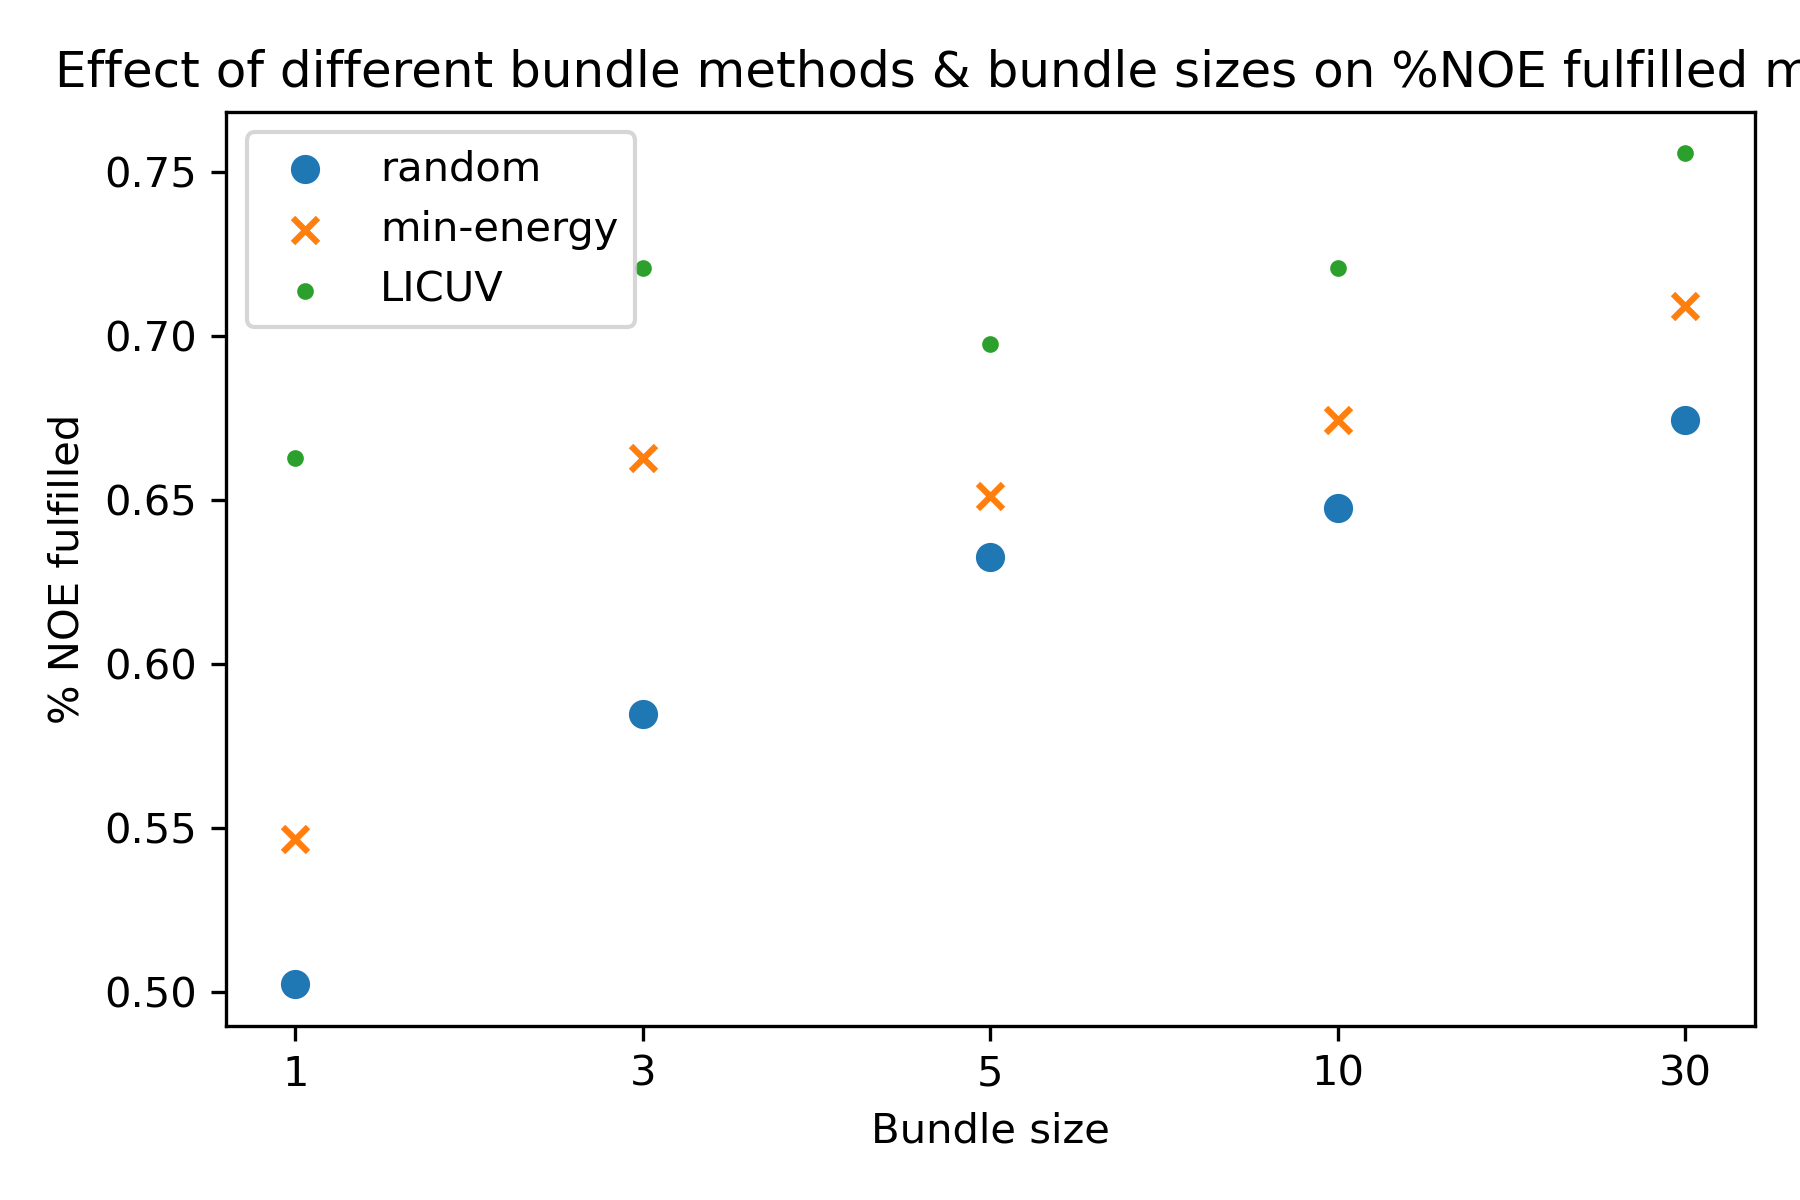 Effect of different bundle methods & bundle sizes on %NOE fulfilled
random
min-energy
LICUV
0.75
0.70
0.65
0.60
0.55
0.50
% NOE fulfilled
1 3 5 10 30
Bundle size